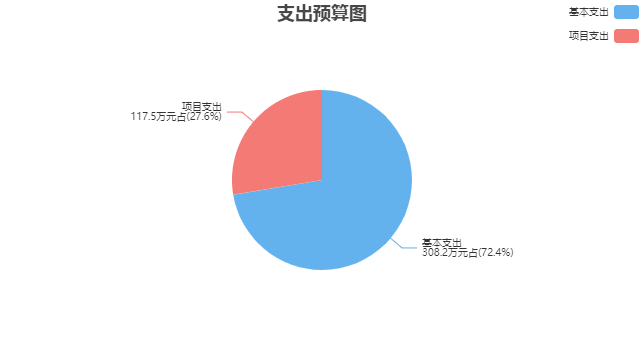 支出预算图
基本支出
项目支出
项目支出
117.5万元占(27.6%)
基本支出
308.2万元占(72.4%)